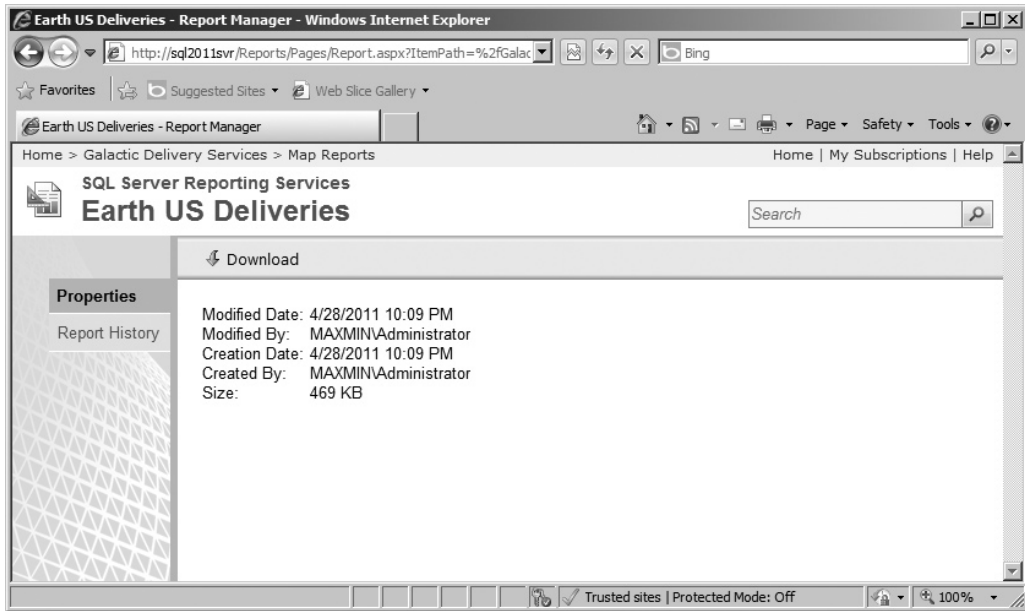 Earth US Deliveries - Report Manager - Windows Internet Explorer
http://sql2011svr/Reports/Pages/Report.aspx?ItemPath=%2fGalac
Bing
Favorites
Suggested Sites
Web Slice Gallery
Earth US Deliveries - Report Manager
Page
Safety
Tools
Home > Galactic Delivery Services > Map Reports
Home | My Subscriptions | Help
SQL Server Reporting Services
Earth US Deliveries
Search
Download
Properties
Report History
Modified Date: 4/28/2011 10:09 PM
Modified By: MAXMIN\Administrator
Creation Date: 4/28/2011 10:09 PM
Created By: MAXMIN\Administrator
Size: 469 KB
Trusted sites | Protected Mode: Off
100%